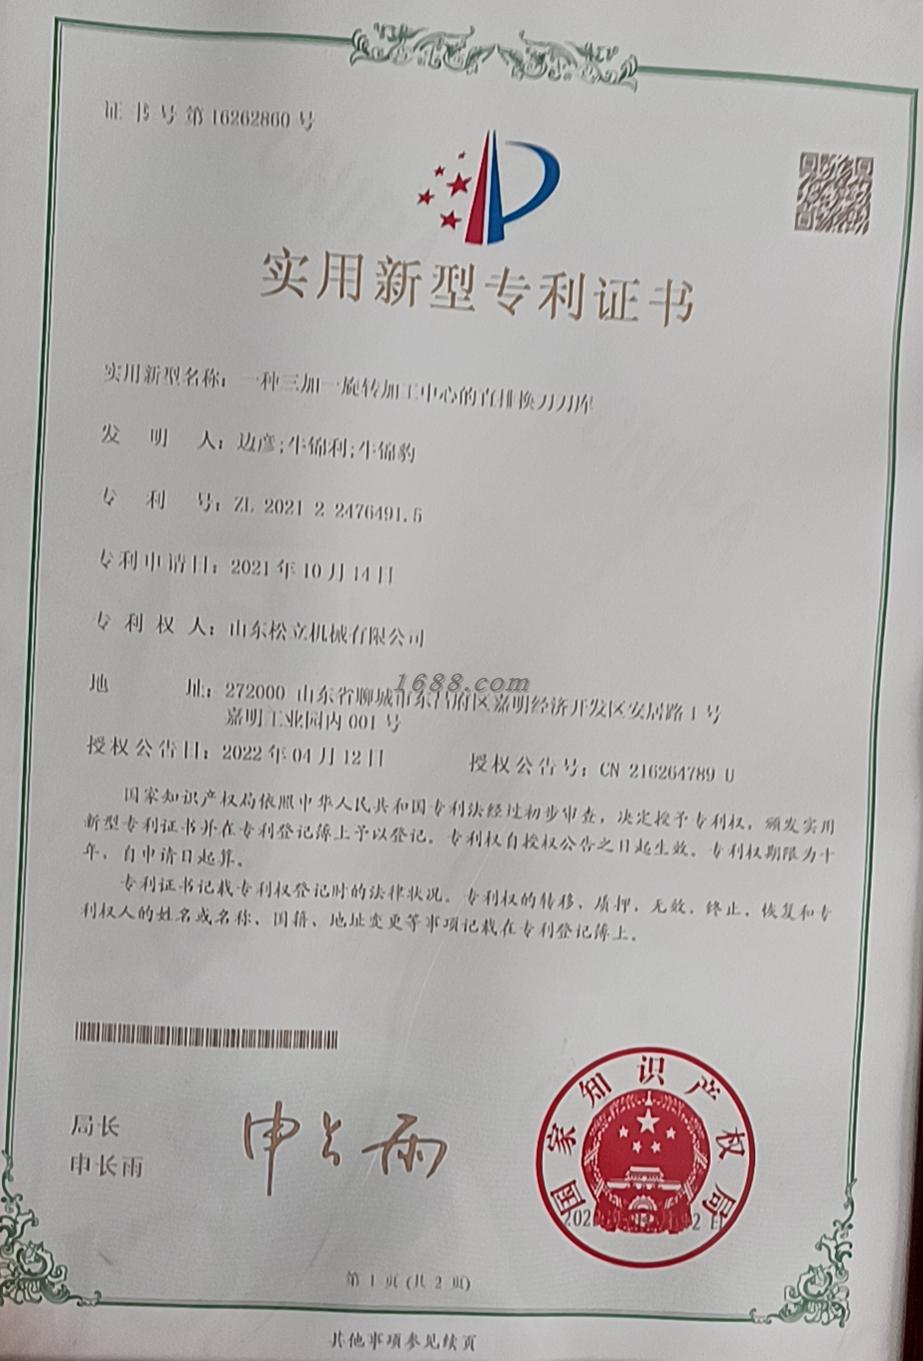 证书号第16262860号
实用新型专利证书
实用新型名称：一种三加一旋转加工中心的直排换刀刀库
发明人：边彦;牛锦利;牛锦豹
专利号：ZL 2021 2 2476491.5
专利申请日：2021年10月14日
专利权人：山东松立机械有限公司
1688.com
地址：272000 山东省聊城市东昌府区嘉明经济开发区安居路1号
嘉明工业园内001号
授权公告日：2022年04月12日 授权公告号：CN 216264789 U
国家知识产权局依照中华人民共和国专利法经过初步审查，决定授予专利权，颁发实用
新型专利证书并在专利登记簿上予以登记。专利权自授权公告之日起生效。专利权期限为十
年，自申请日起算。
专利证书记载专利权登记时的法律状况。专利权的转移、质押、无效、终止、恢复和专
利权人的姓名或名称、国籍、地址变更等事项记载在专利登记簿上。
局长
申长雨
申长雨
国家知识产权局
第1页(共2页)
其他事项参见续页